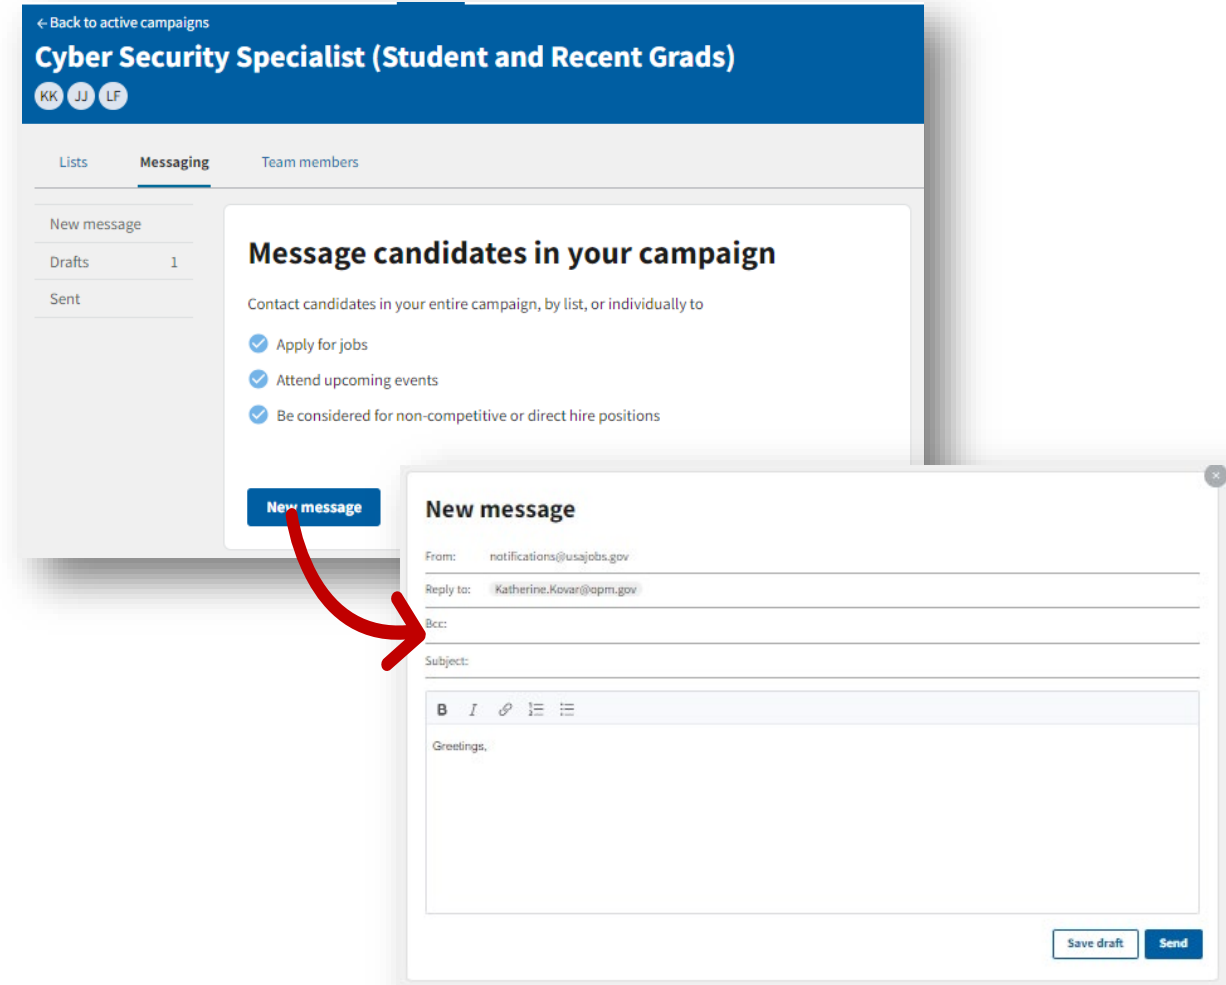 ← Back to active campaigns
Cyber Security Specialist (Student and Recent Grads)
KK JJ LF
Lists Messaging Team members
New message
Drafts 1
Sent
Message candidates in your campaign
Contact candidates in your entire campaign, by list, or individually to
Apply for jobs
Attend upcoming events
Be considered for non-competitive or direct hire positions
New message
New message
From: notifications@usajobs.gov
Reply to: Katherine.Kovar@opm.gov
Bcc:
Subject:
B I
Greetings,
Save draft Send